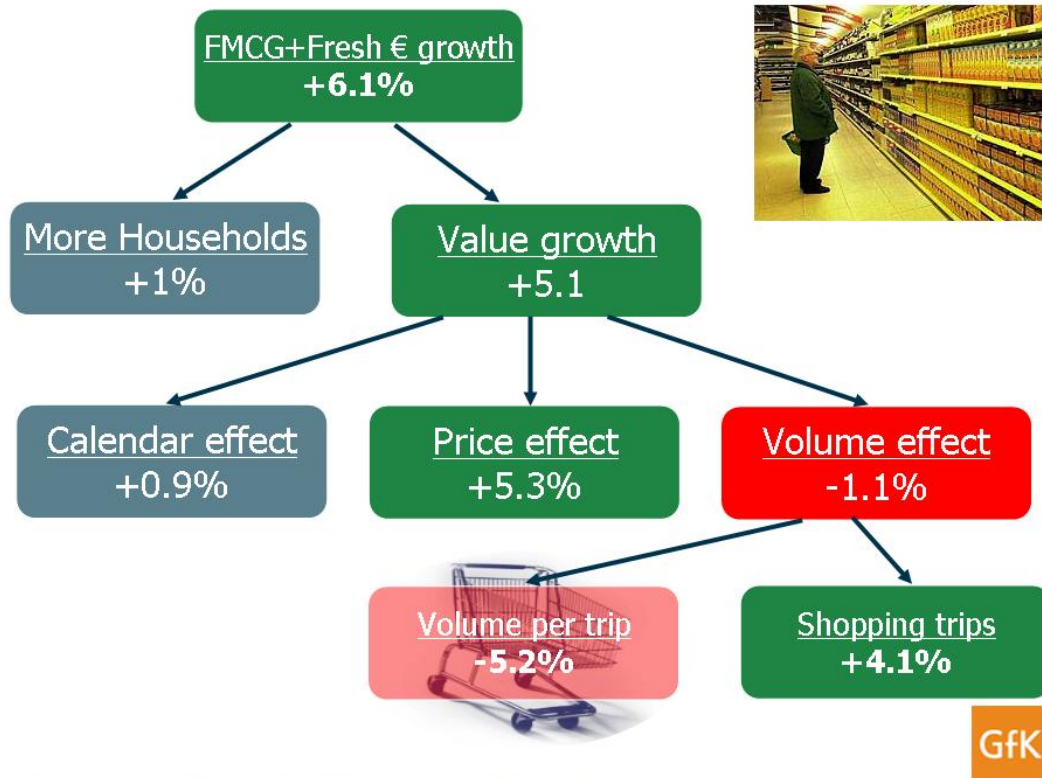 FMCG+Fresh € growth
+6.1%
More Households
+1%
Value growth
+5.1
Calendar effect
+0.9%
Price effect
+5.3%
Volume effect
-1.1%
Volume per trip
-5.2%
Shopping trips
+4.1%
GfK